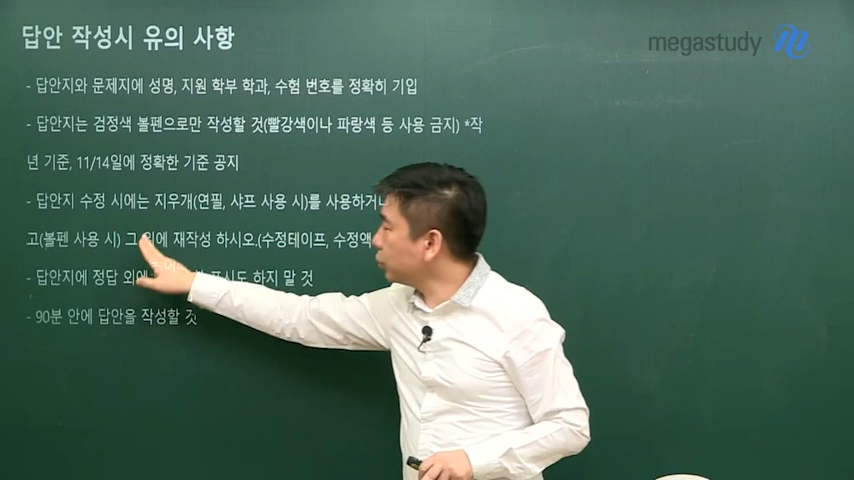 답안 작성시 유의 사항
megastudy
- 답안지와 문제지에 성명, 지원 학부 학과, 수험 번호를 정확히 기입
- 답안지는 검정색 볼펜으로만 작성할 것(빨강색이나 파랑색 등 사용 금지) *작
년 기준, 11/14일에 정확한 기준 공지
- 답안지 수정 시에는 지우개(연필, 샤프 사용 시)를 사용하거나
고(볼펜 사용 시) 그 위에 재작성 하시오.(수정테이프, 수정액
- 답안지에 정답 외에 표시도 하지 말 것
- 90분 안에 답안을 작성할 것